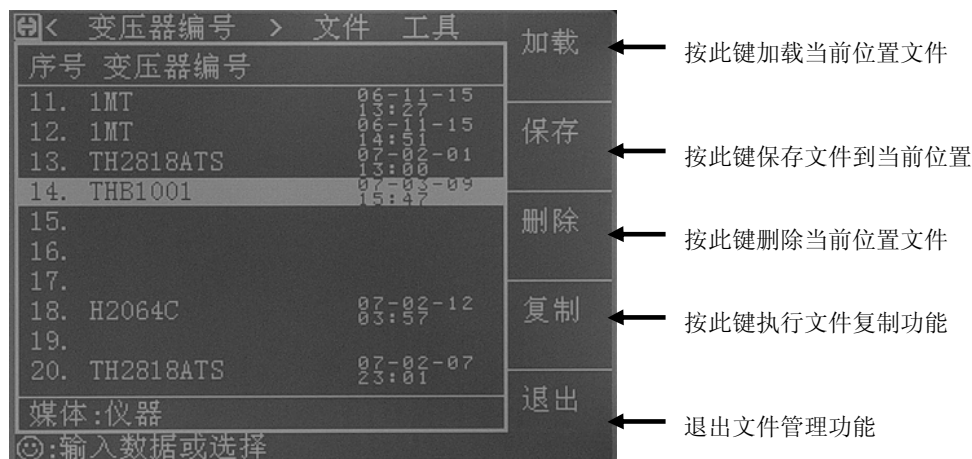 < 变压器编号 > 文件 工具
序号 变压器编号
11. 1MT 06-11-15 13:27
12. 1MT 06-11-15 14:51
13. TH2818ATS 07-02-01 13:00
14. THB1001 07-03-09 15:47
15.
16.
17.
18. H2064C 07-02-12 03:57
19.
20. TH2818ATS 07-02-07 23:01
媒体:仪器
:输入数据或选择
加载
按此键加载当前位置文件
保存
按此键保存文件到当前位置
删除
按此键删除当前位置文件
复制
按此键执行文件复制功能
退出
退出文件管理功能